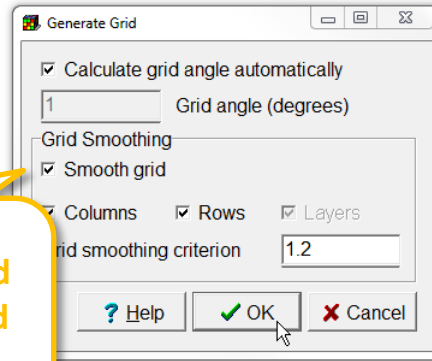 Generate Grid
Calculate grid angle automatically
1 Grid angle (degrees)
Grid Smoothing
Smooth grid
Columns Rows Layers
smoothing criterion 1.2
? Help OK Cancel